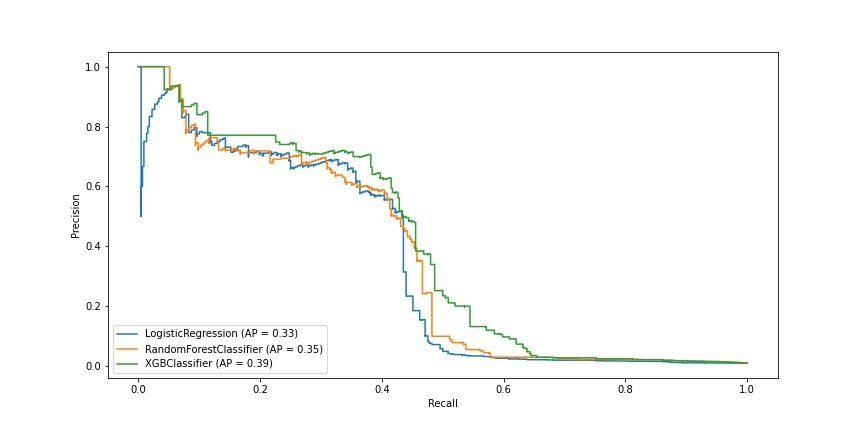 1.0
0.8
0.6
0.4
0.2
0.0
Precision
LogisticRegression (AP = 0.33)
RandomForestClassifier (AP = 0.35)
XGBClassifier (AP = 0.39)
0.0 0.2 0.4 0.6 0.8 1.0
Recall